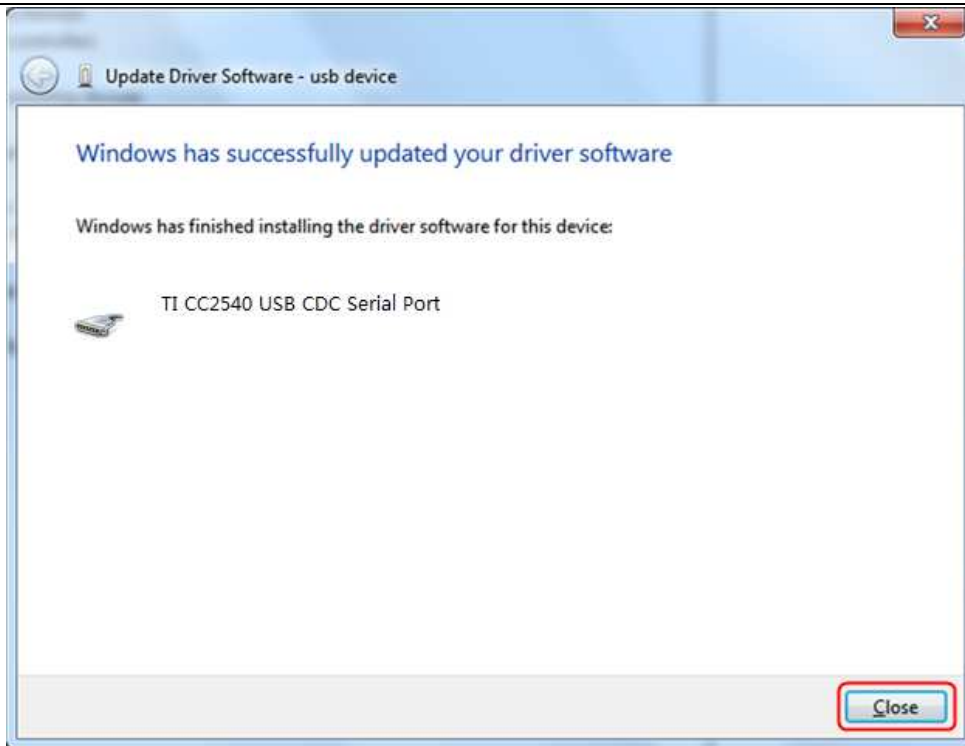 Update Driver Software - usb device
Windows has successfully updated your driver software
Windows has finished installing the driver software for this device:
TI CC2540 USB CDC Serial Port
Close